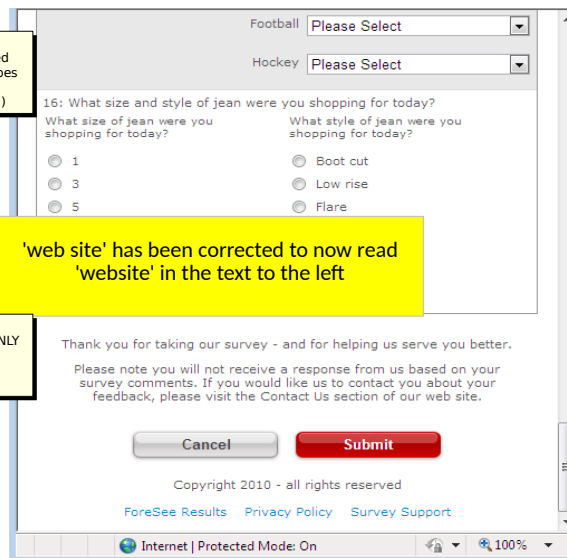 Football Please Select
ed
pes
Hockey Please Select
)
16: What size and style of jean were you shopping for today?
What size of jean were you
shopping for today?
What style of jean were you
shopping for today?
1 Boot cut
3 Low rise
5 Flare
'web site' has been corrected to now read
'website' in the text to the left
NLY
Thank you for taking our survey - and for helping us serve you better.
Please note you will not receive a response from us based on your
survey comments. If you would like us to contact you about your
feedback, please visit the Contact Us section of our web site.
Cancel Submit
Copyright 2010 - all rights reserved
ForeSee Results Privacy Policy Survey Support
Internet | Protected Mode: On 100%